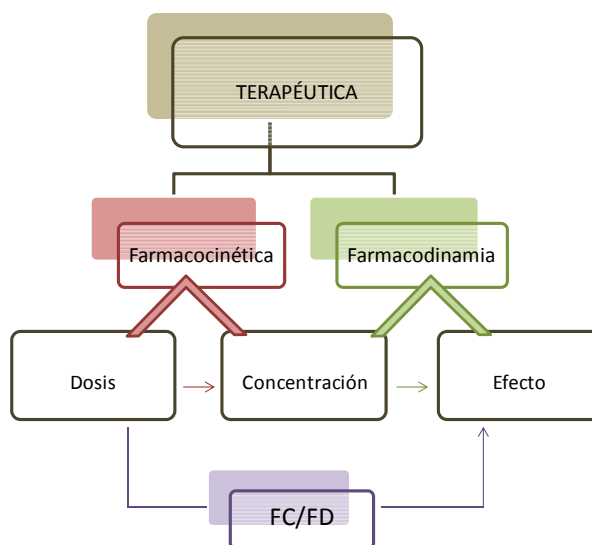 TERAPÉUTICA
Farmacocinética
Farmacodinamia
Dosis
Concentración
Efecto
FC/FD